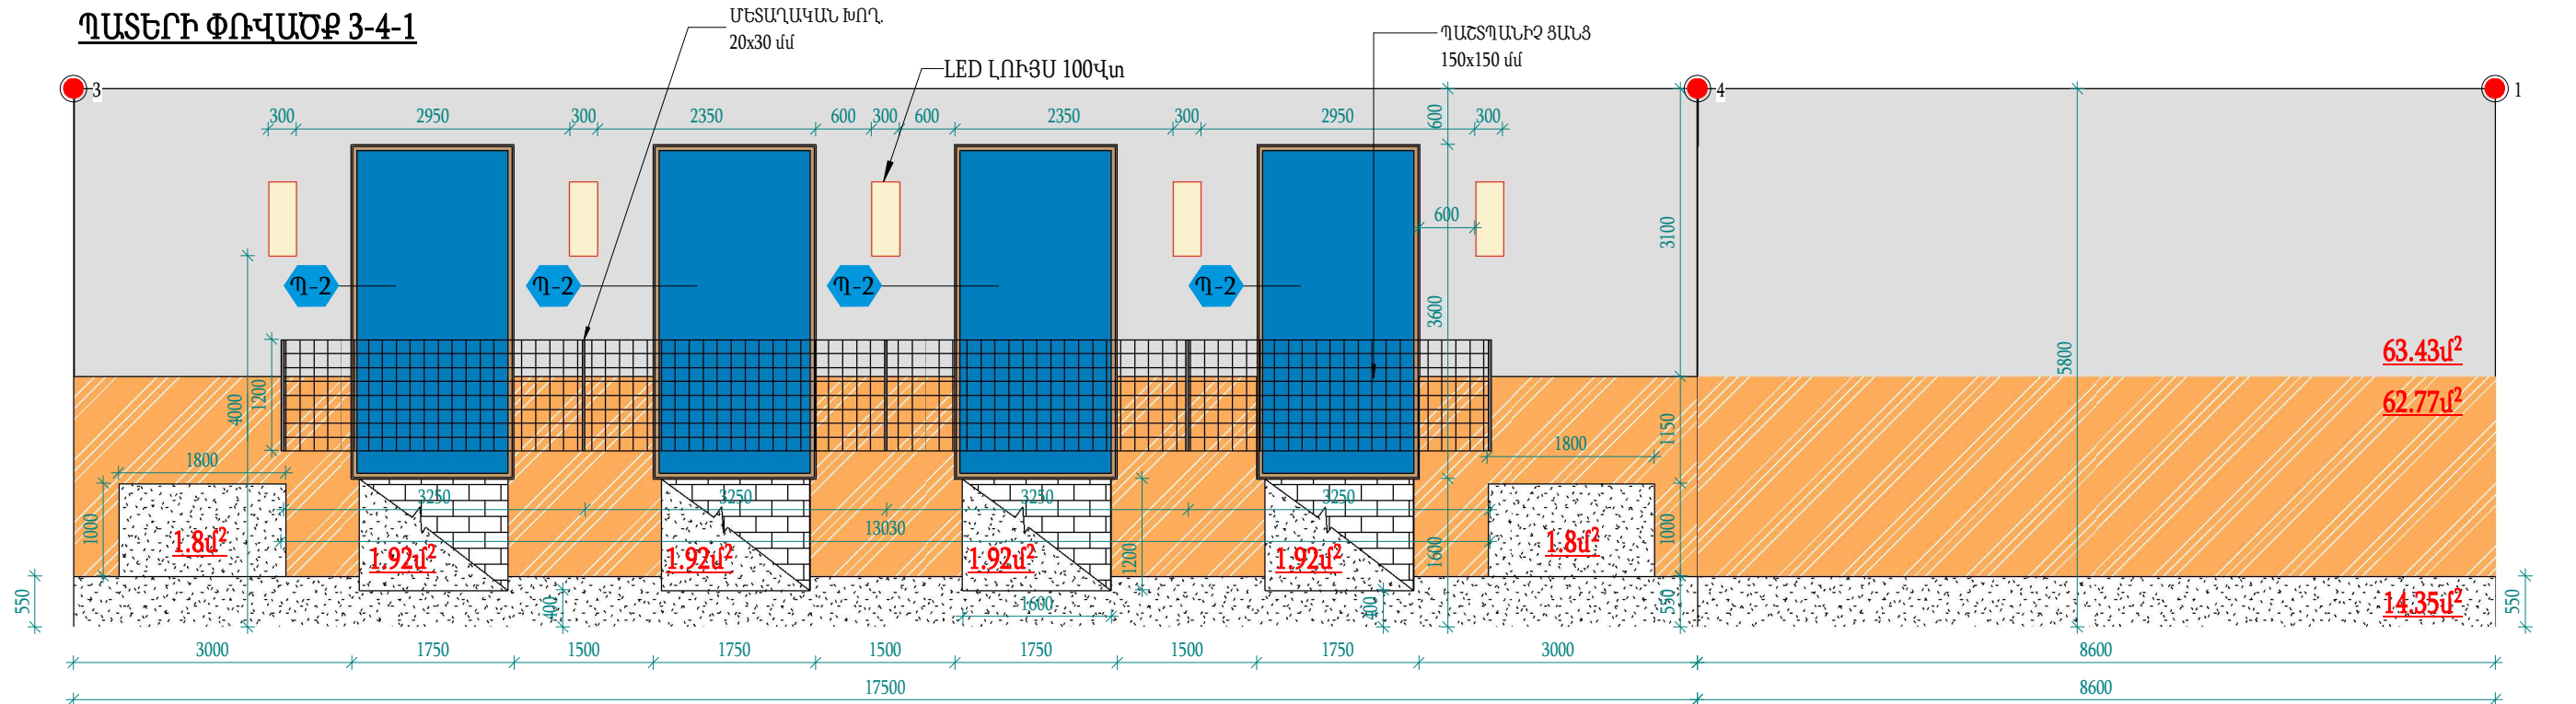 ՊԱՏԵՐԻ ՓՌՎԱԾՔ 3-4-1
ՄԵՏԱՂԱԿԱՆ ԽՈՂ.
20x30 մմ
LED ԼՈՒՅՍ 100Վտ
ՊԱՇՏՊԱՆԻՉ ՑԱՆՑ
150x150 մմ
3
4
1
300 2950 300 2350 600 300 600 2350 300 2950 300
600
600
3100
3600
5800
Պ-2 Պ-2 Պ-2 Պ-2
63.43մ²
62.77մ²
1200
4000
1150
1800
1800
3250 3250 3250 3250
13030
1000
1.8մ²
1.92մ² 1.92մ² 1.92մ² 1.92մ²
1200
1600
1.8մ²
1000
550
400
1600
400
550
14.35մ²
550
3000 1750 1500 1750 1500 1750 1500 1750 3000 8600
17500 8600